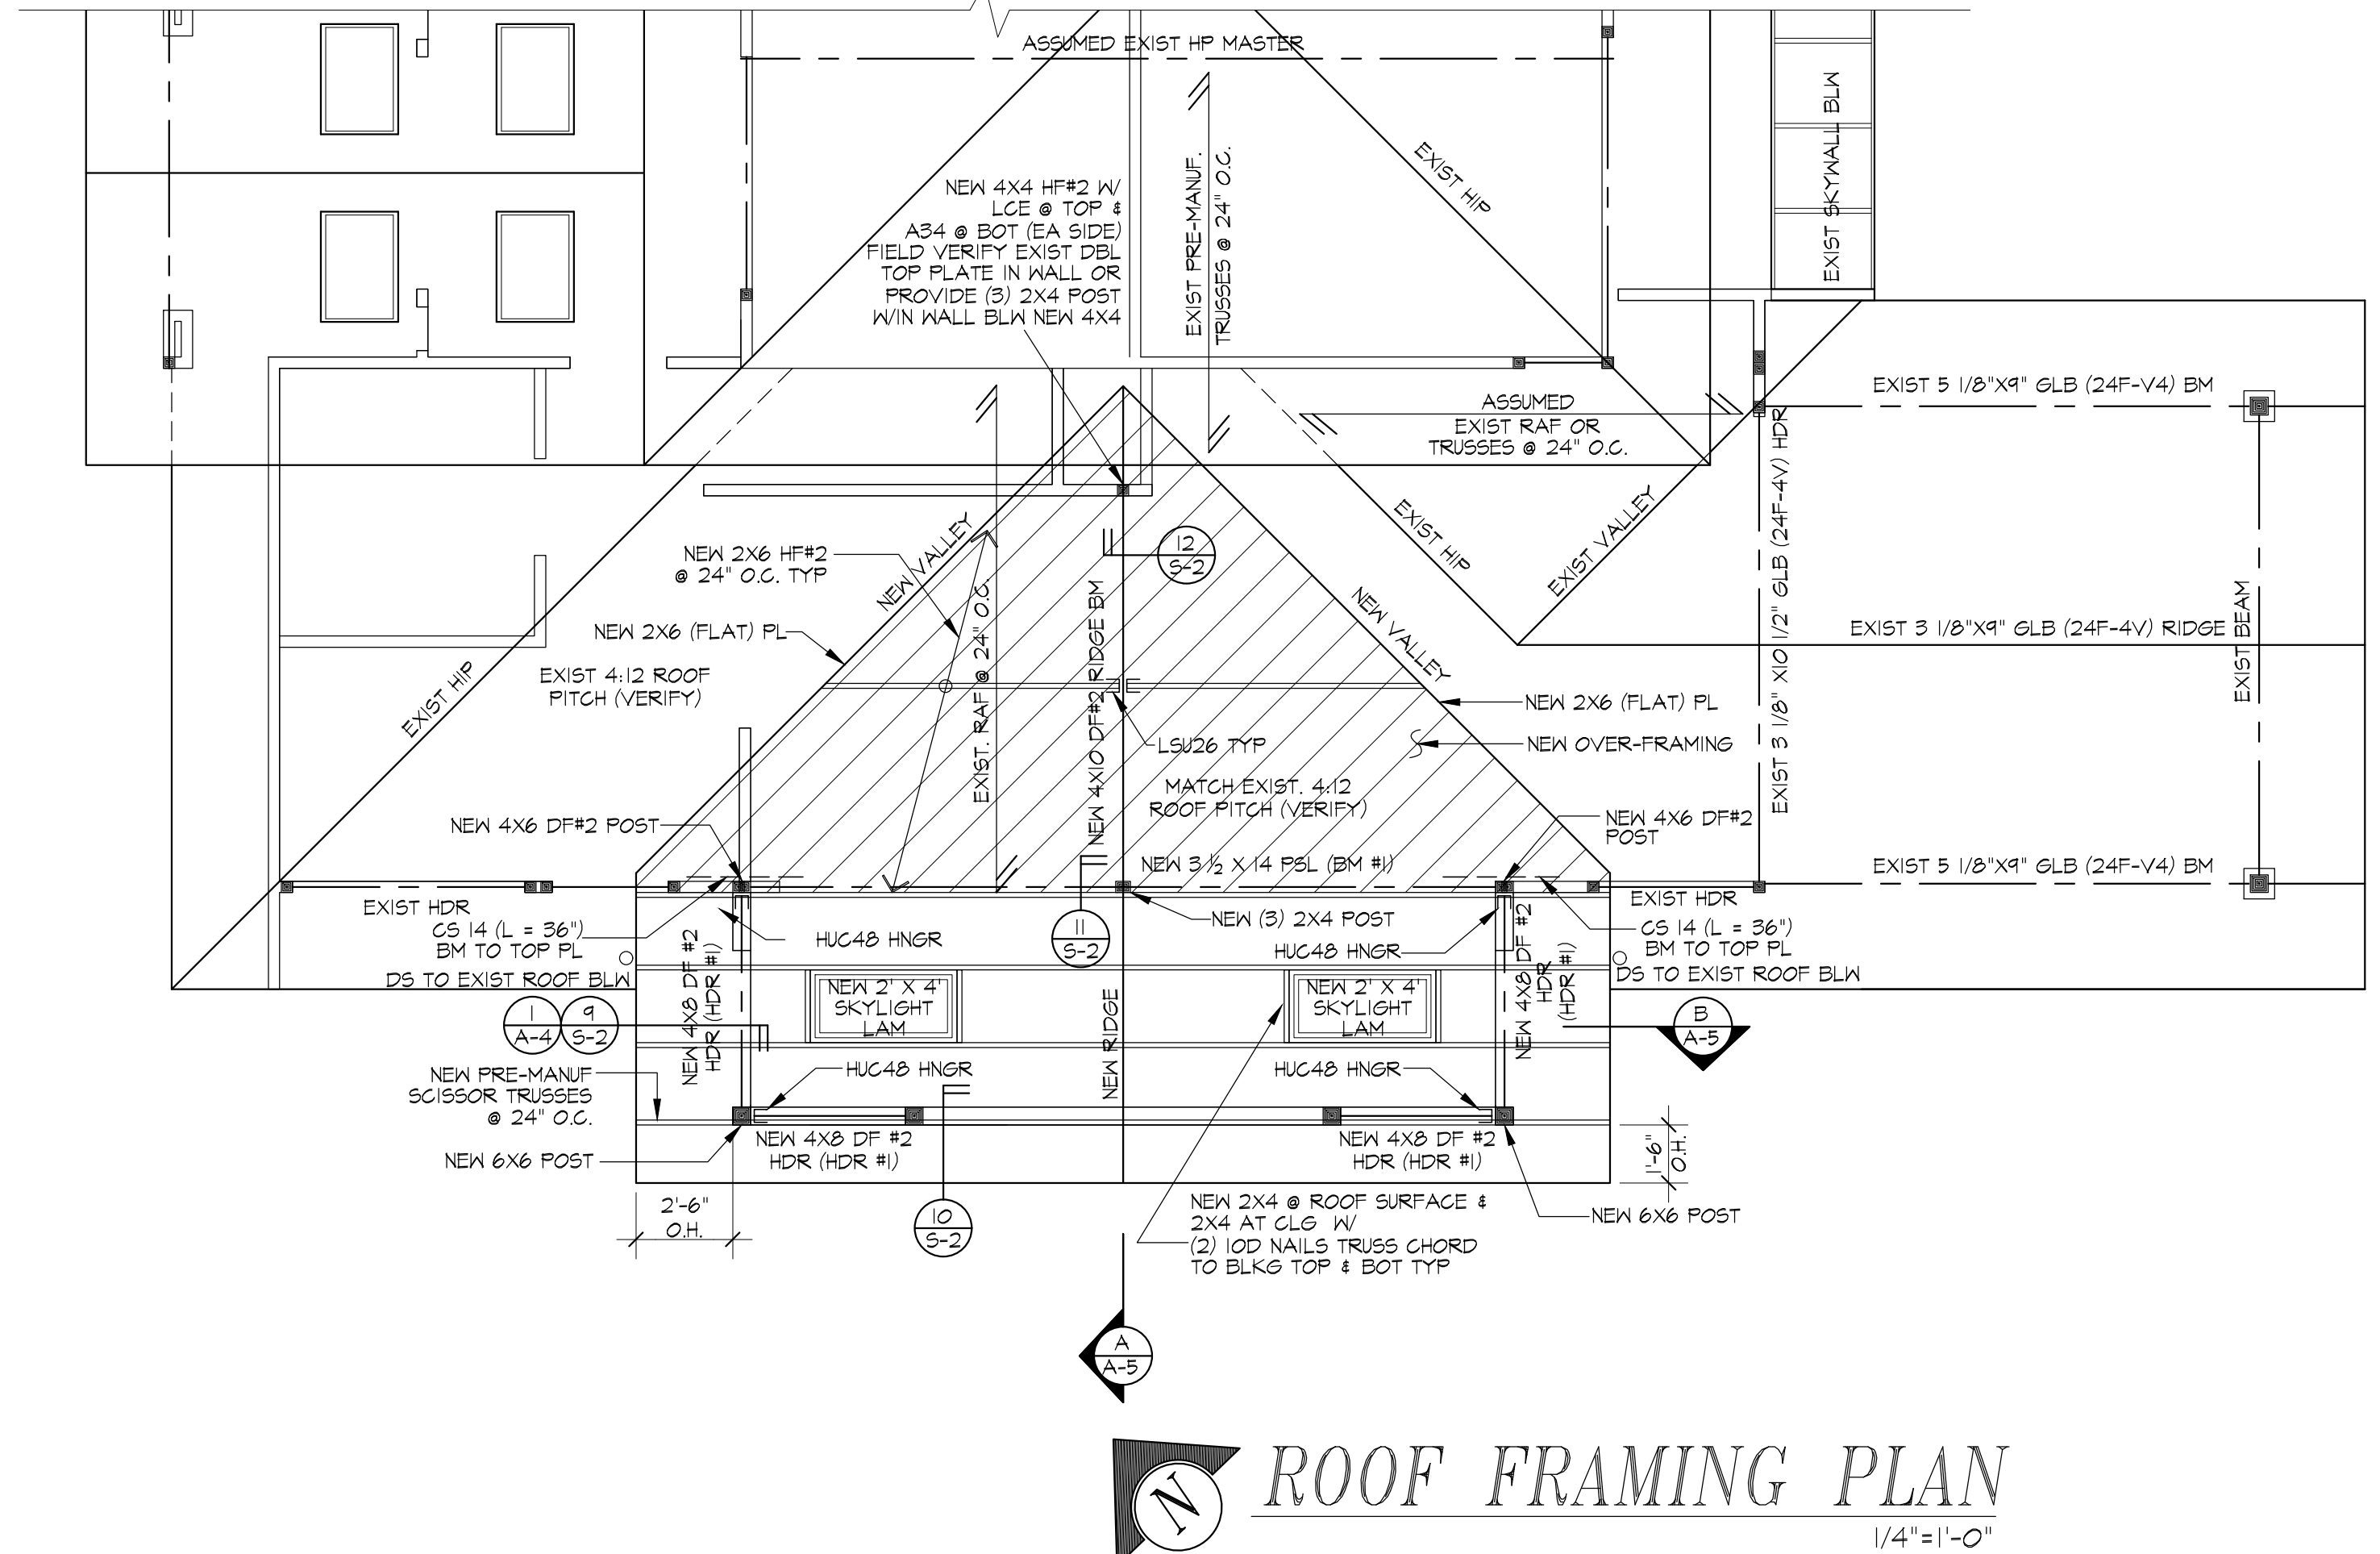 ASSUMED EXIST HP MASTER
EXIST SKYWALL BLW
EXIST HIP
EXIST PRE-MANUF.
TRUSSES @ 24" O.C.
NEW 4X4 HF#2 W/
LCE @ TOP &
A34 @ BOT (EA SIDE)
FIELD VERIFY EXIST DBL
TOP PLATE IN WALL OR
PROVIDE (3) 2X4 POST
W/IN WALL BLW NEW 4X4
ASSUMED
EXIST RAF OR
TRUSSES @ 24" O.C.
EXIST 5 1/8"X9" GLB (24F-V4) BM
EXIST 3 1/8" X10 1/2" GLB (24F-4V) HDR
EXIST HIP
EXIST VALLEY
NEW VALLEY
12
S-2
NEW 2X6 HF#2
@ 24" O.C. TYP
NEW 2X6 (FLAT) PL
EXIST 4:12 ROOF
PITCH (VERIFY)
EXIST HIP
EXIST. RAF @ 24" O.C.
NEW 4X10 DF#2 RIDGE BM
NEW VALLEY
EXIST 3 1/8"X9" GLB (24F-4V) RIDGE
EXIST BEAM
NEW 2X6 (FLAT) PL
LSU26 TYP
NEW OVER-FRAMING
MATCH EXIST. 4:12
ROOF PITCH (VERIFY)
NEW 4X6 DF#2 POST
NEW 4X6 DF#2
POST
NEW 3 1/2 X 14 PSL (BM #1)
EXIST 5 1/8"X9" GLB (24F-V4) BM
EXIST HDR
CS 14 (L = 36")
BM TO TOP PL
DS TO EXIST ROOF BLW
HUC48 HNGR
11
S-2
NEW (3) 2X4 POST
HUC48 HNGR
EXIST HDR
CS 14 (L = 36")
BM TO TOP PL
DS TO EXIST ROOF BLW
NEW 4X8 DF #2
HDR (HDR #1)
NEW 2' X 4'
SKYLIGHT
LAM
NEW RIDGE
NEW 2' X 4'
SKYLIGHT
LAM
NEW 4X8 DF #2
HDR
(HDR #1)
1
A-4
9
S-2
B
A-5
NEW PRE-MANUF
SCISSOR TRUSSES
@ 24" O.C.
HUC48 HNGR
HUC48 HNGR
NEW 6X6 POST
NEW 4X8 DF #2
HDR (HDR #1)
NEW 4X8 DF #2
HDR (HDR #1)
1'-6"
O.H.
2'-6"
O.H.
10
S-2
NEW 2X4 @ ROOF SURFACE &
2X4 AT CLG W/
(2) 10D NAILS TRUSS CHORD
TO BLKG TOP & BOT TYP
NEW 6X6 POST
A
A-5
N
ROOF FRAMING PLAN
1/4"=1'-0"